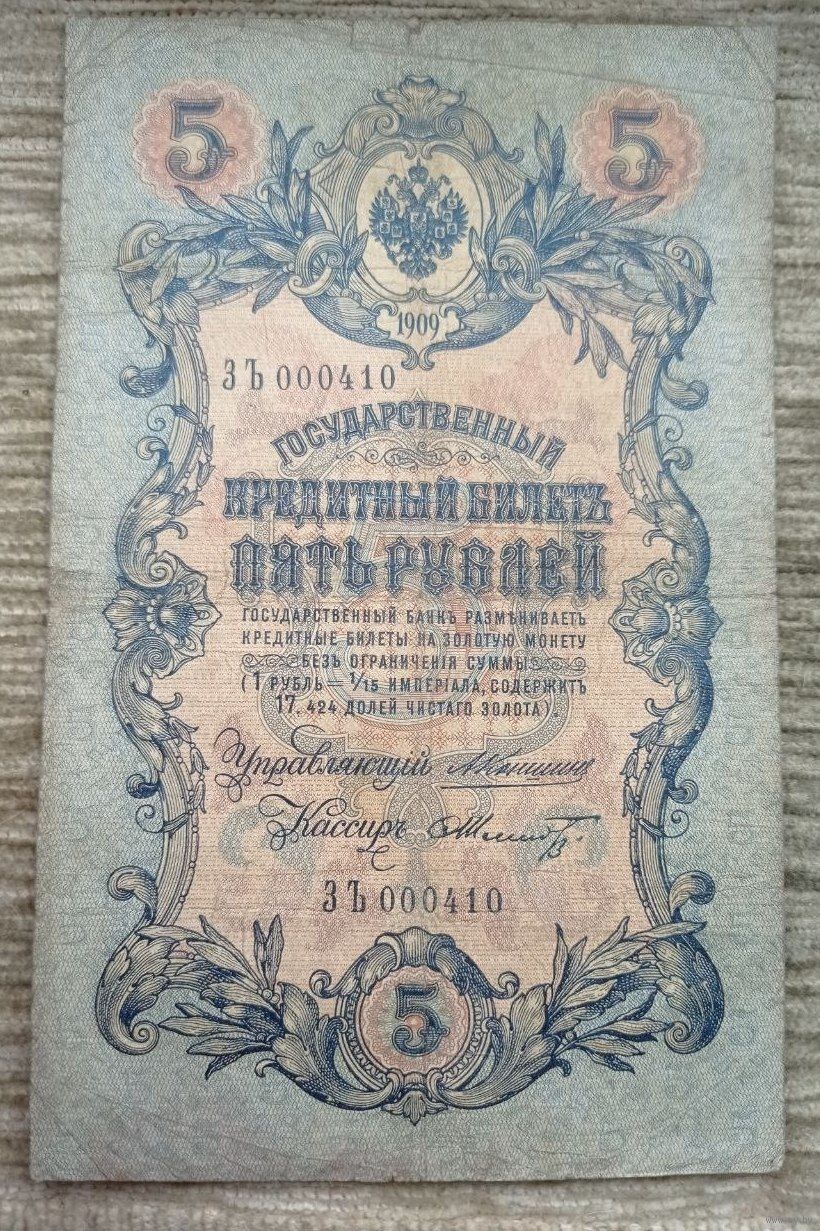 5 5
1909
ЗЪ 000410
ГОСУДАРСТВЕННЫЙ
КРЕДИТНЫЙ БИЛЕТЪ
ПЯТЬ РУБЛЕЙ
ГОСУДАРСТВЕННЫЙ БАНКЪ РАЗМѢНИВАЕТЪ
КРЕДИТНЫЕ БИЛЕТЫ НА ЗОЛОТУЮ МОНЕТУ
БЕЗЪ ОГРАНИЧЕНІЯ СУММЫ
(1 РУБЛЬ = 1/15 ИМПЕРІАЛА, СОДЕРЖИТЪ
17,424 ДОЛЕЙ ЧИСТАГО ЗОЛОТА).
Управляющій
Кассиръ
ЗЪ 000410
5